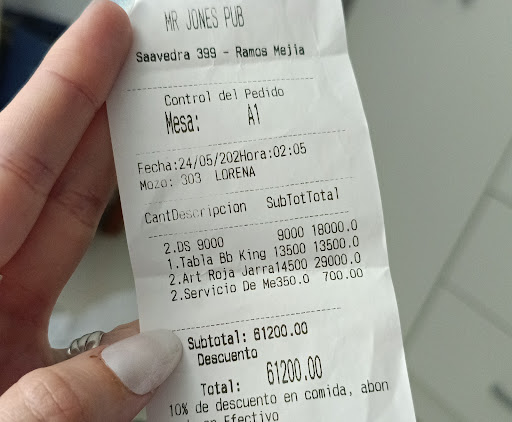 MR JONES PUB
Saavedra 399 - Ramos Mejia
Control del Pedido
Mesa: A1
Fecha:24/05/202Hora:02:05
Mozo: 303 LORENA
CantDescripcion SubTotTotal
2.DS 9000 9000 18000.0
1.Tabla Bb King 13500 13500.0
2.Art Roja Jarra14500 29000.0
2.Servicio De Me350.0 700.00
Subtotal: 61200.00
Descuento
Total: 61200.00
10% de descuento en comida, abon
Efectivo